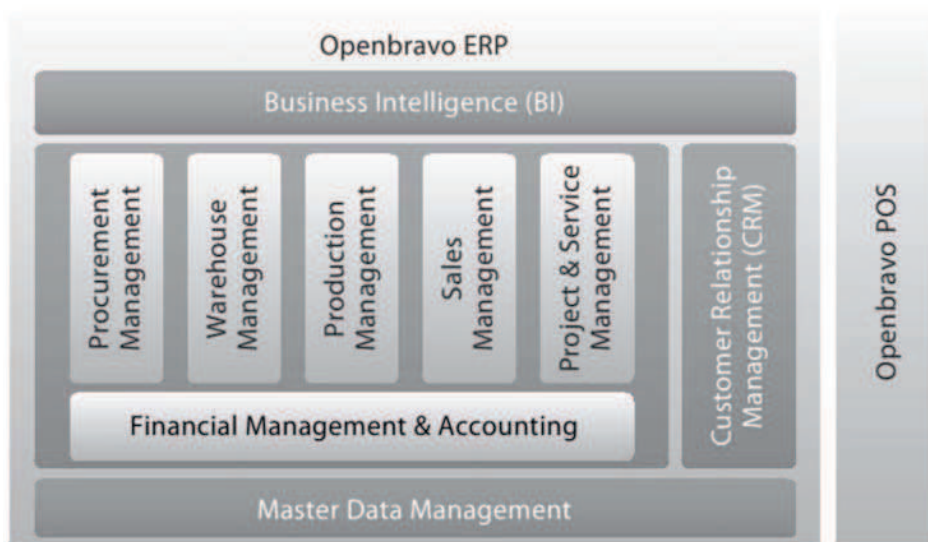 Openbravo ERP
Business Intelligence (BI)
Procurement
Management
Warehouse
Management
Production
Management
Sales
Management
Project & Service
Management
Customer Relationship
Management (CRM)
Openbravo POS
Financial Management & Accounting
Master Data Management